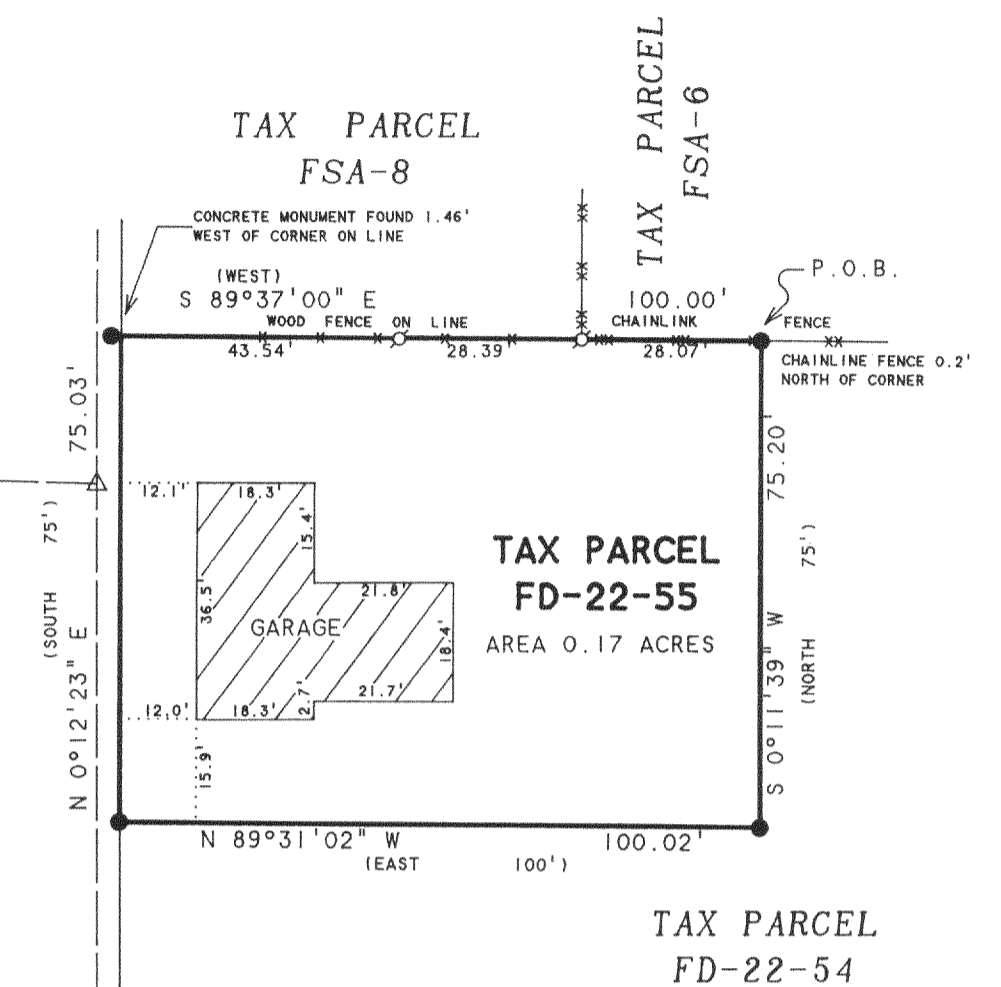 TAX PARCEL
FSA-8
TAX PARCEL
FSA-6
CONCRETE MONUMENT FOUND 1.46'
WEST OF CORNER ON LINE
P.O.B.
(WEST)
S 89°37'00" E 100.00'
WOOD FENCE ON LINE CHAINLINK FENCE
43.54' 28.39' 28.07'
CHAINLINE FENCE 0.2'
NORTH OF CORNER
N 0°12'23" E 75.03'
(SOUTH 75')
S 0°11'39" W 75.20'
(NORTH 75')
12.1' 18.3'
15.4'
36.5'
21.8'
GARAGE
18.4'
21.7'
2.7'
12.0' 18.3'
15.9'
TAX PARCEL
FD-22-55
AREA 0.17 ACRES
N 89°31'02" W 100.02'
(EAST 100')
TAX PARCEL
FD-22-54